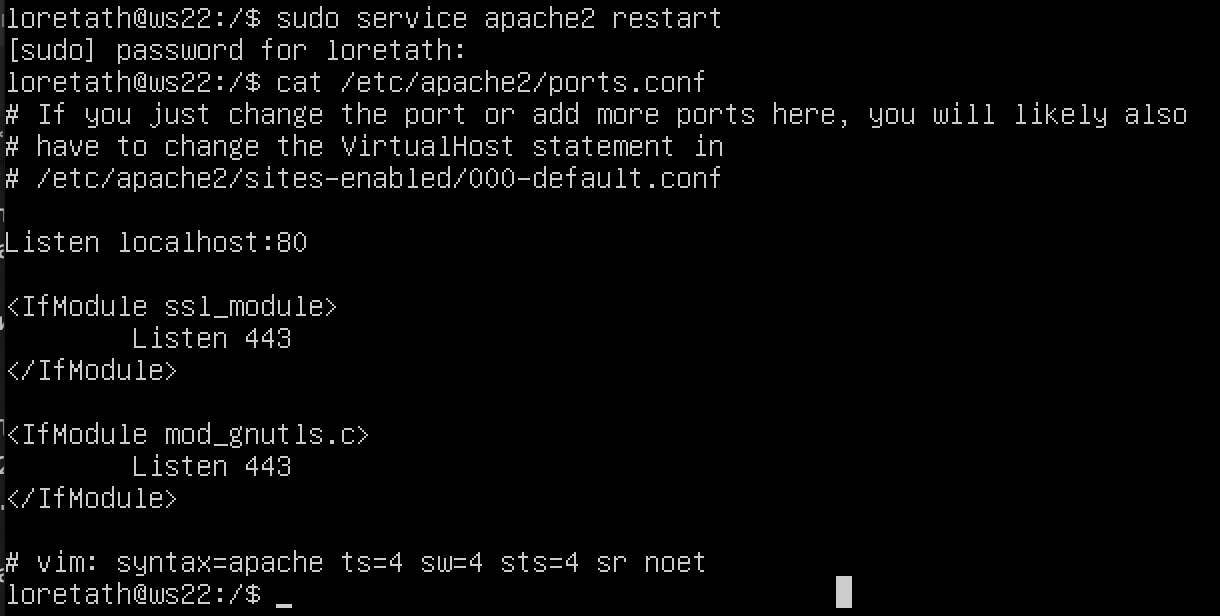 loretath@ws22:/$ sudo service apache2 restart
[sudo] password for loretath:
loretath@ws22:/$ cat /etc/apache2/ports.conf
# If you just change the port or add more ports here, you will likely also
# have to change the VirtualHost statement in
# /etc/apache2/sites-enabled/000-default.conf

Listen localhost:80

<IfModule ssl_module>
        Listen 443
</IfModule>

<IfModule mod_gnutls.c>
        Listen 443
</IfModule>

# vim: syntax=apache ts=4 sw=4 sts=4 sr noet
loretath@ws22:/$ _